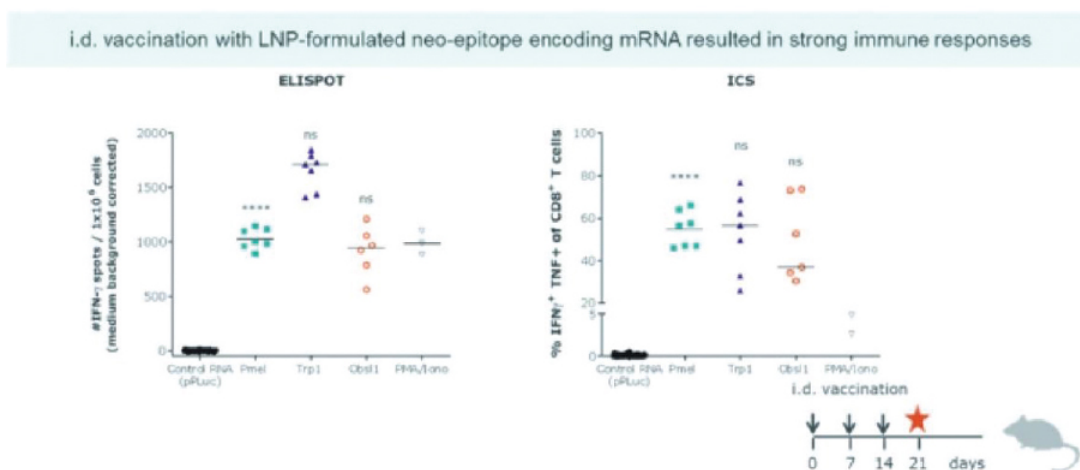 i.d. vaccination with LNP-formulated neo-epitope encoding mRNA resulted in strong immune responses
ELISPOT
#IFN-γ spots / 1x10⁶ cells
(medium background corrected)
2000
1500
1000
500
0
****
ns
ns
Control RNA
(pPLuc)
Pmel
Trp1
Obsl1
PMA/Iono
ICS
% IFNγ⁺ TNF+ of CD8⁺ T cells
100
80
60
40
20
5
0
****
ns
ns
Control RNA
(pPLuc)
Pmel
Trp1
Obsl1
PMA/Iono
i.d. vaccination
0 7 14 21 days